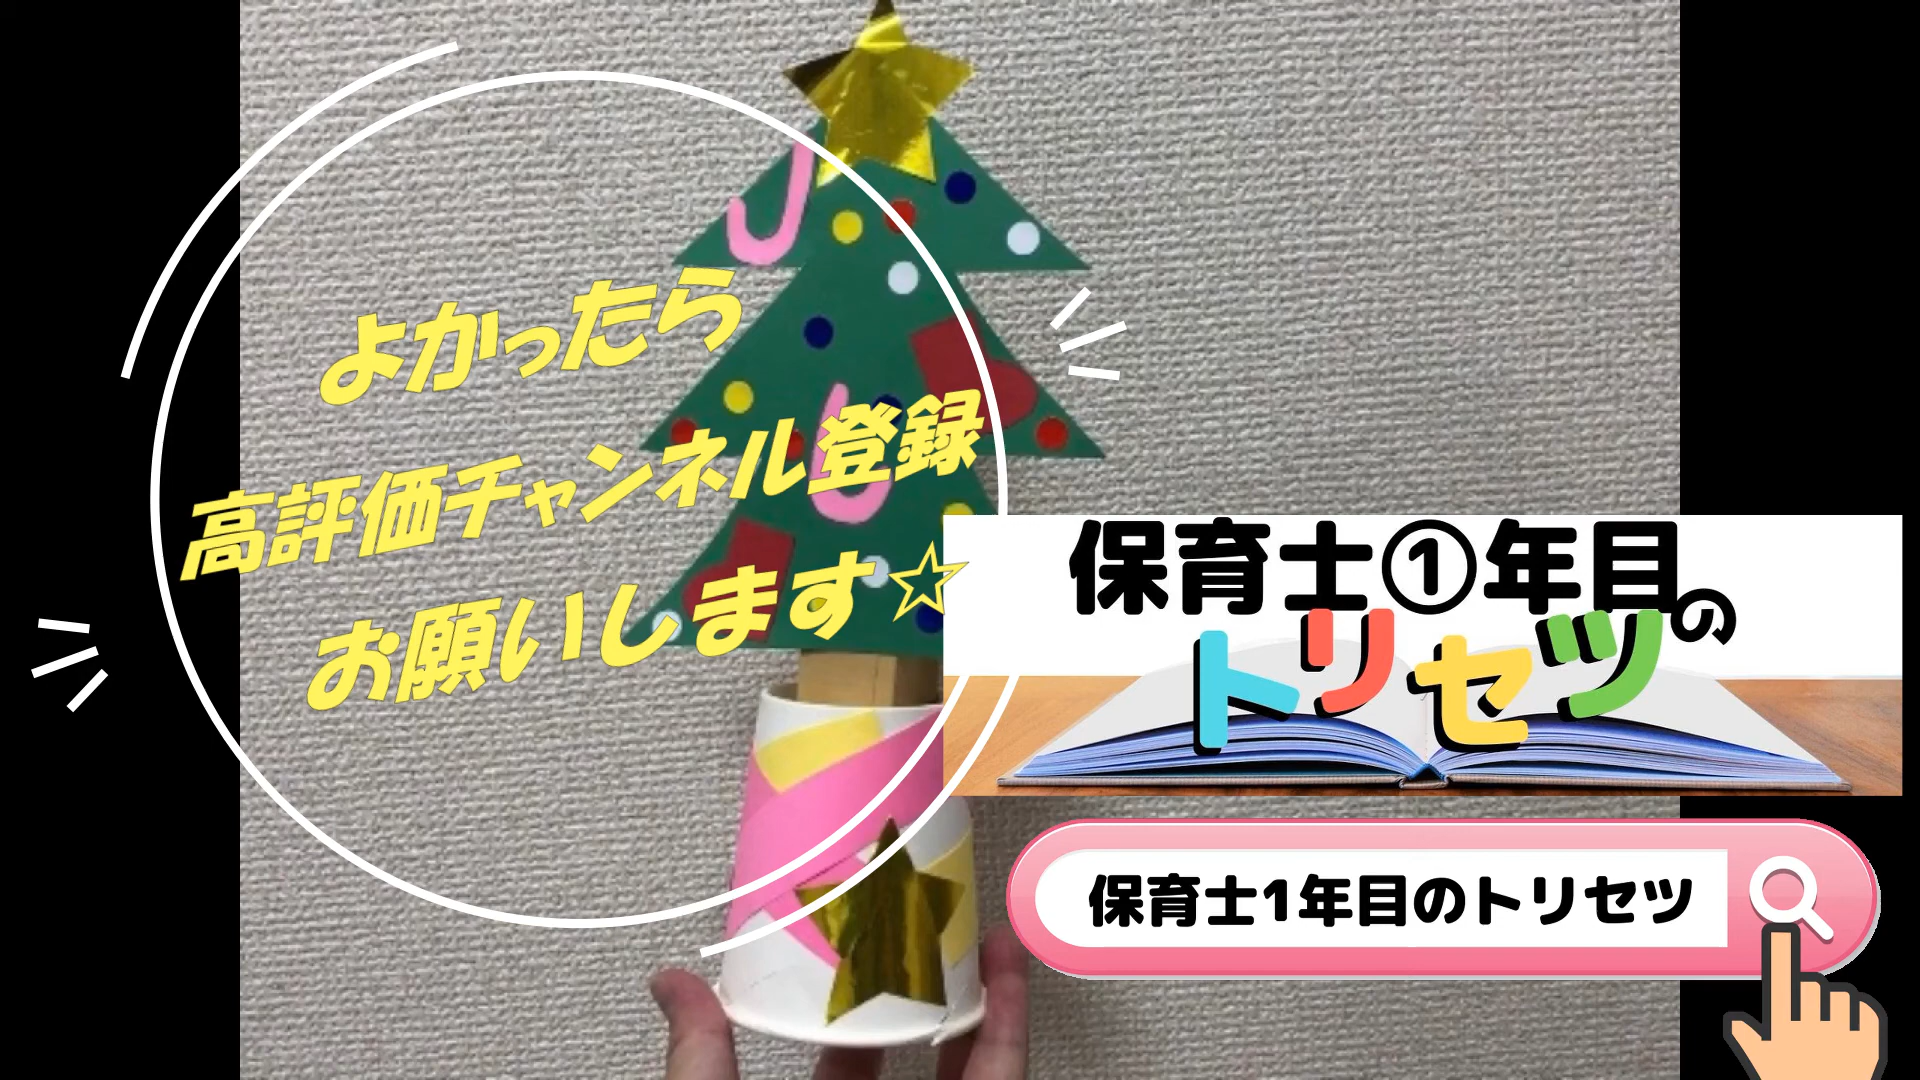 よかったら
高評価チャンネル登録
お願いします☆
保育士①年目の
トリセツ
保育士1年目のトリセツ